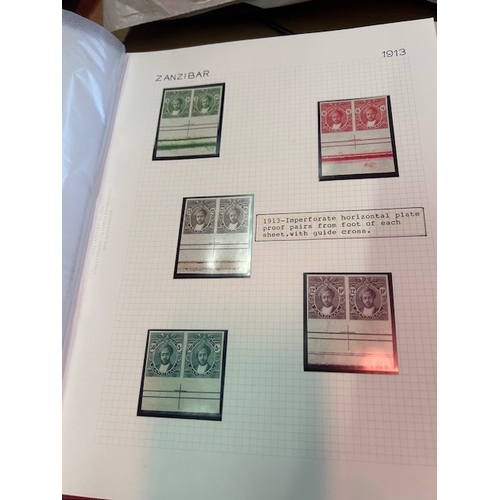 ZANZIBAR
1913
1913-Imperforate horizontal plate
proof pairs from foot of each
sheet,with guide cross.